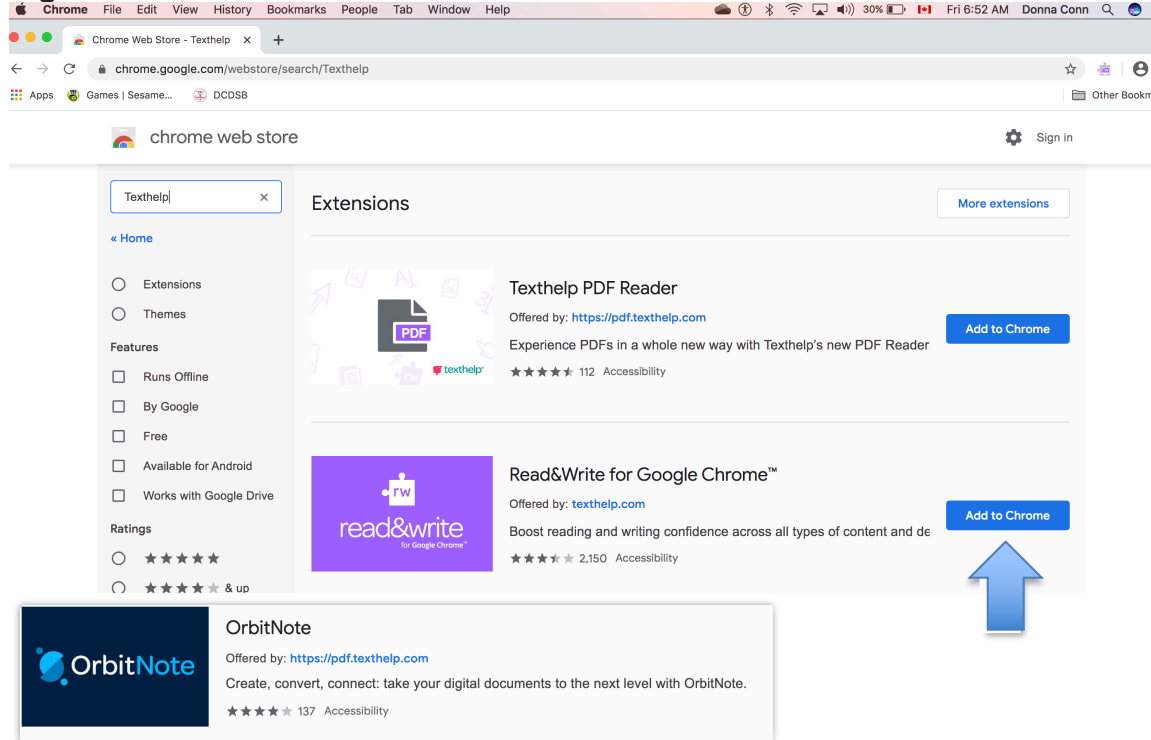 Chrome File Edit View History Bookmarks People Tab Window Help 30% Fri 6:52 AM Donna Conn
Chrome Web Store - Texthelp × +
chrome.google.com/webstore/search/Texthelp
Apps Games | Sesame... DCDSB Other Bookm
chrome web store Sign in
Texthelp ×
« Home
Extensions
Themes
Features
Runs Offline
By Google
Free
Available for Android
Works with Google Drive
Ratings
& up
Extensions More extensions
PDF
texthelp
Texthelp PDF Reader
Offered by: https://pdf.texthelp.com
Experience PDFs in a whole new way with Texthelp's new PDF Reader
112 Accessibility
Add to Chrome
rw
read&write
for Google Chrome™
Read&Write for Google Chrome™
Offered by: texthelp.com
Boost reading and writing confidence across all types of content and de
2,150 Accessibility
Add to Chrome
OrbitNote
OrbitNote
Offered by: https://pdf.texthelp.com
Create, convert, connect: take your digital documents to the next level with OrbitNote.
137 Accessibility